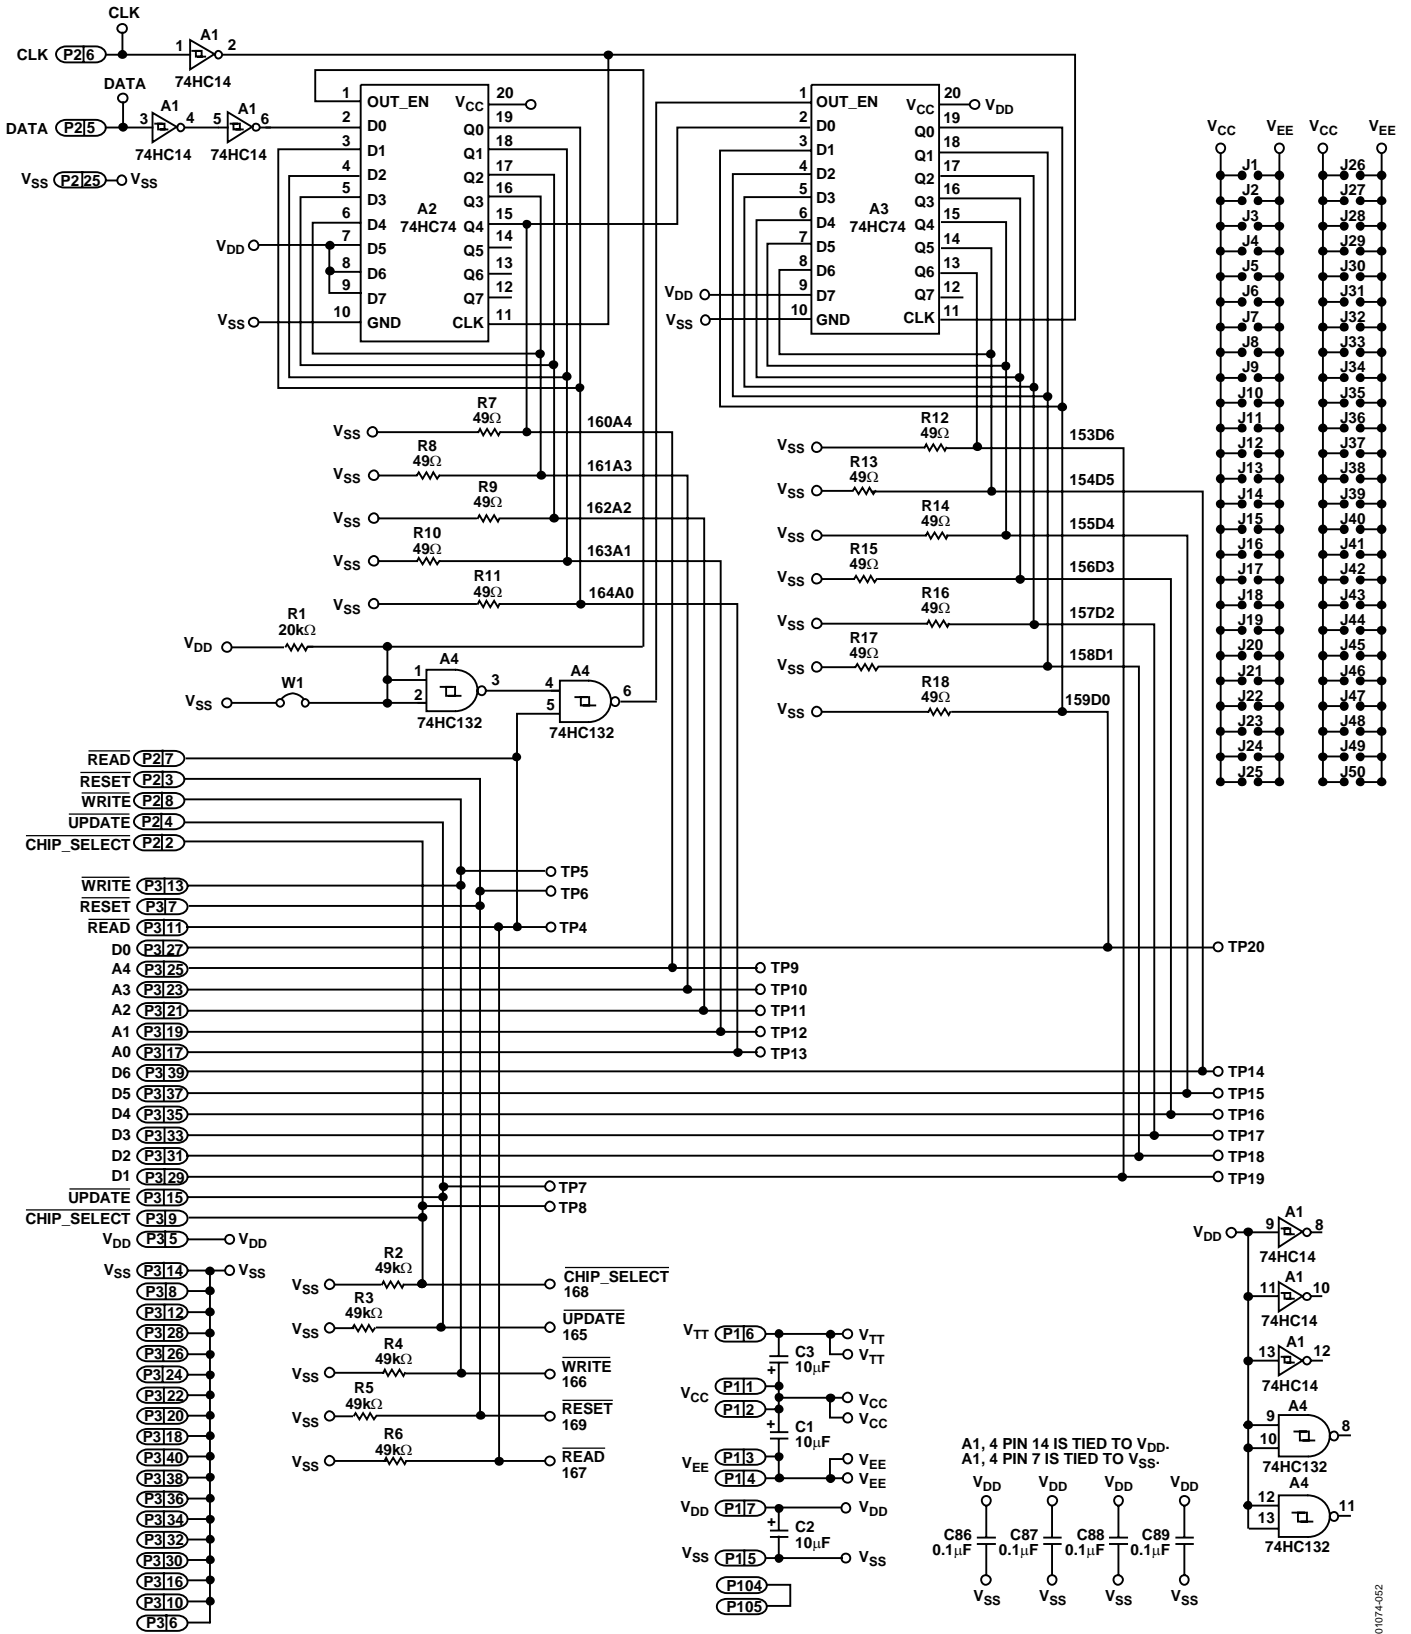 CLK
CLK P2|6
1 A1 2
74HC14
DATA
DATA P2|5
3 A1 4
74HC14
5 A1 6
74HC14
VSS P2|25 VSS
1 OUT_EN
2 D0
3 D1
4 D2
5 D3
6 D4
7 D5
8 D6
9 D7
10 GND
VDD
VSS
A2
74HC74
VCC 20
Q0 19
Q1 18
Q2 17
Q3 16
Q4 15
Q5 14
Q6 13
Q7 12
CLK 11
1 OUT_EN
2 D0
3 D1
4 D2
5 D3
6 D4
7 D5
8 D6
9 D7
10 GND
VDD
VSS
A3
74HC74
VCC 20 VDD
Q0 19
Q1 18
Q2 17
Q3 16
Q4 15
Q5 14
Q6 13
Q7 12
CLK 11
VCC VEE VCC VEE
J1 J26
J2 J27
J3 J28
J4 J29
J5 J30
J6 J31
J7 J32
J8 J33
J9 J34
J10 J35
J11 J36
J12 J37
J13 J38
J14 J39
J15 J40
J16 J41
J17 J42
J18 J43
J19 J44
J20 J45
J21 J46
J22 J47
J23 J48
J24 J49
J25 J50
VSS R7 49Ω 160A4
VSS R8 49Ω 161A3
VSS R9 49Ω 162A2
VSS R10 49Ω 163A1
VSS R11 49Ω 164A0
VSS R12 49Ω 153D6
VSS R13 49Ω 154D5
VSS R14 49Ω 155D4
VSS R15 49Ω 156D3
VSS R16 49Ω 157D2
VSS R17 49Ω 158D1
VSS R18 49Ω 159D0
VDD R1 20kΩ
VSS W1
1 2 A4 3
74HC132
4 5 A4 6
74HC132
READ P2|7
RESET P2|3
WRITE P2|8
UPDATE P2|4
CHIP_SELECT P2|2
TP5
WRITE P3|13
TP6
RESET P3|7
READ P3|11 TP4
D0 P3|27 TP20
A4 P3|25 TP9
A3 P3|23 TP10
A2 P3|21 TP11
A1 P3|19 TP12
A0 P3|17 TP13
D6 P3|39 TP14
D5 P3|37 TP15
D4 P3|35 TP16
D3 P3|33 TP17
D2 P3|31 TP18
D1 P3|29 TP19
UPDATE P3|15 TP7
CHIP_SELECT P3|9 TP8
VDD P3|5 VDD
VSS P3|14 VSS
P3|8
P3|12
P3|28
P3|26
P3|24
P3|22
P3|20
P3|18
P3|40
P3|38
P3|36
P3|34
P3|32
P3|30
P3|16
P3|10
P3|6
VSS R2 49kΩ CHIP_SELECT 168
VSS R3 49kΩ UPDATE 165
VSS R4 49kΩ WRITE 166
VSS R5 49kΩ RESET 169
VSS R6 49kΩ READ 167
VTT P1|6 VTT
VTT
C3 10µF +
VCC P1|1 VCC
P1|2 VCC
+ C1 10µF
VEE P1|3 VEE
P1|4 VEE
VDD P1|7 VDD
+ C2 10µF
VSS P1|5 VSS
P104
P105
A1, 4 PIN 14 IS TIED TO VDD.
A1, 4 PIN 7 IS TIED TO VSS.
VDD VDD VDD VDD
C86 0.1µF C87 0.1µF C88 0.1µF C89 0.1µF
VSS VSS VSS VSS
VDD 9 A1 8
74HC14
11 A1 10
74HC14
13 A1 12
74HC14
9 10 A4 8
74HC132
12 13 A4 11
74HC132
01074-052